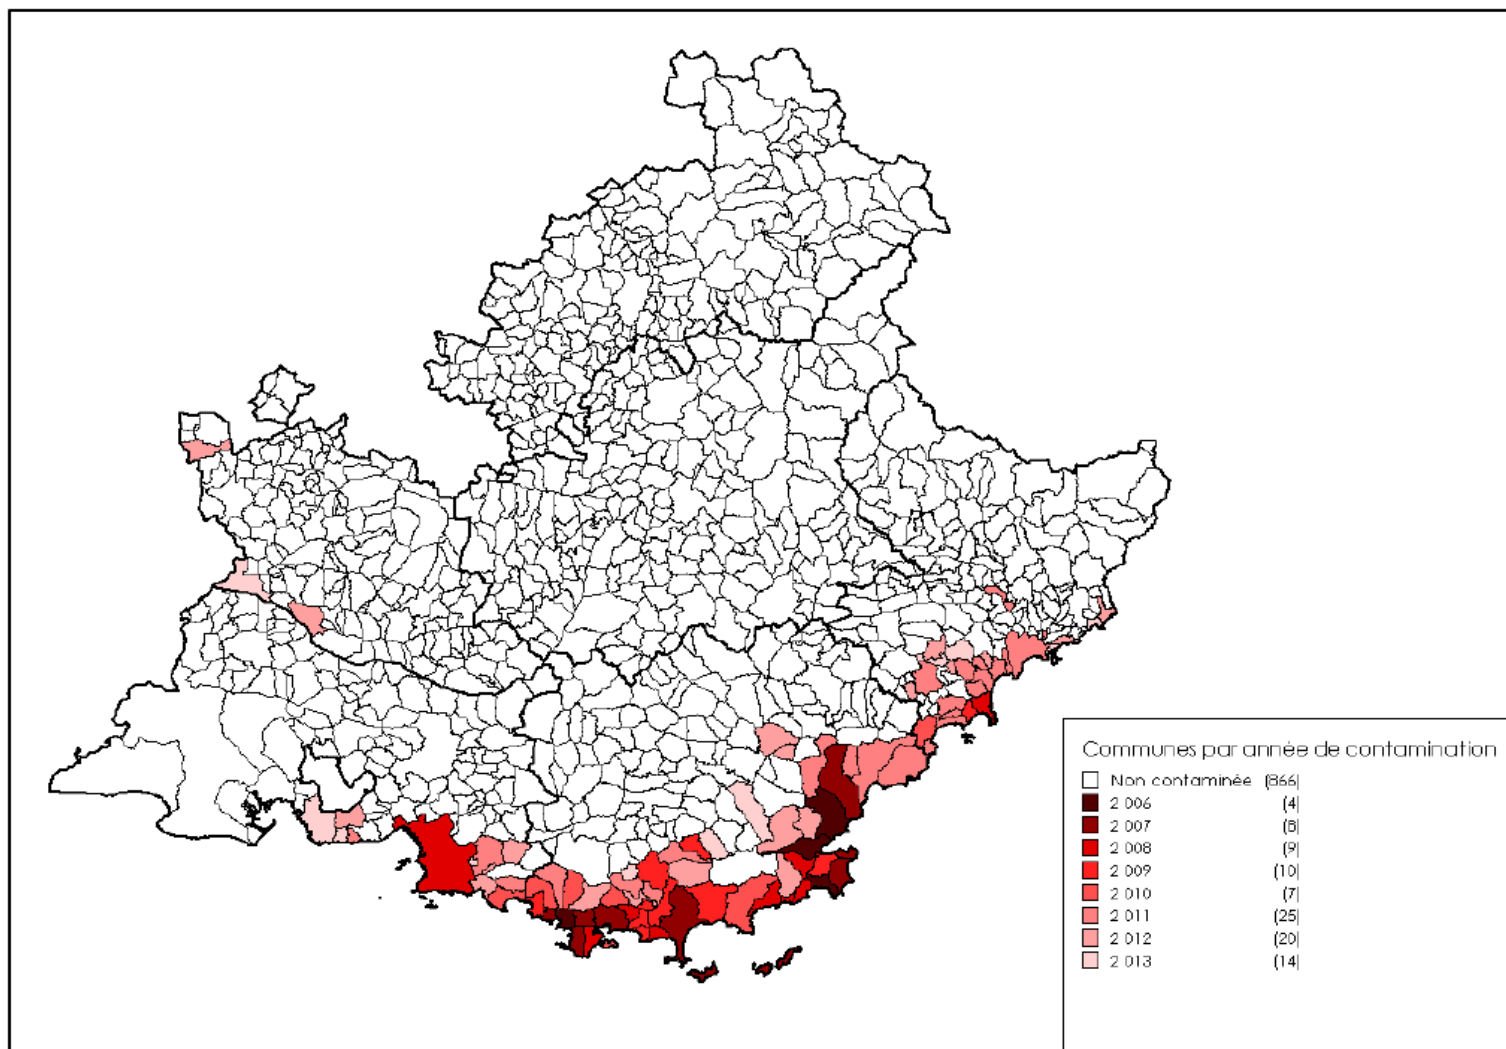 Communes par année de contamination
Non contaminée (866)
2 006 (4)
2 007 (8)
2 008 (9)
2 009 (10)
2 010 (7)
2 011 (25)
2 012 (20)
2 013 (14)